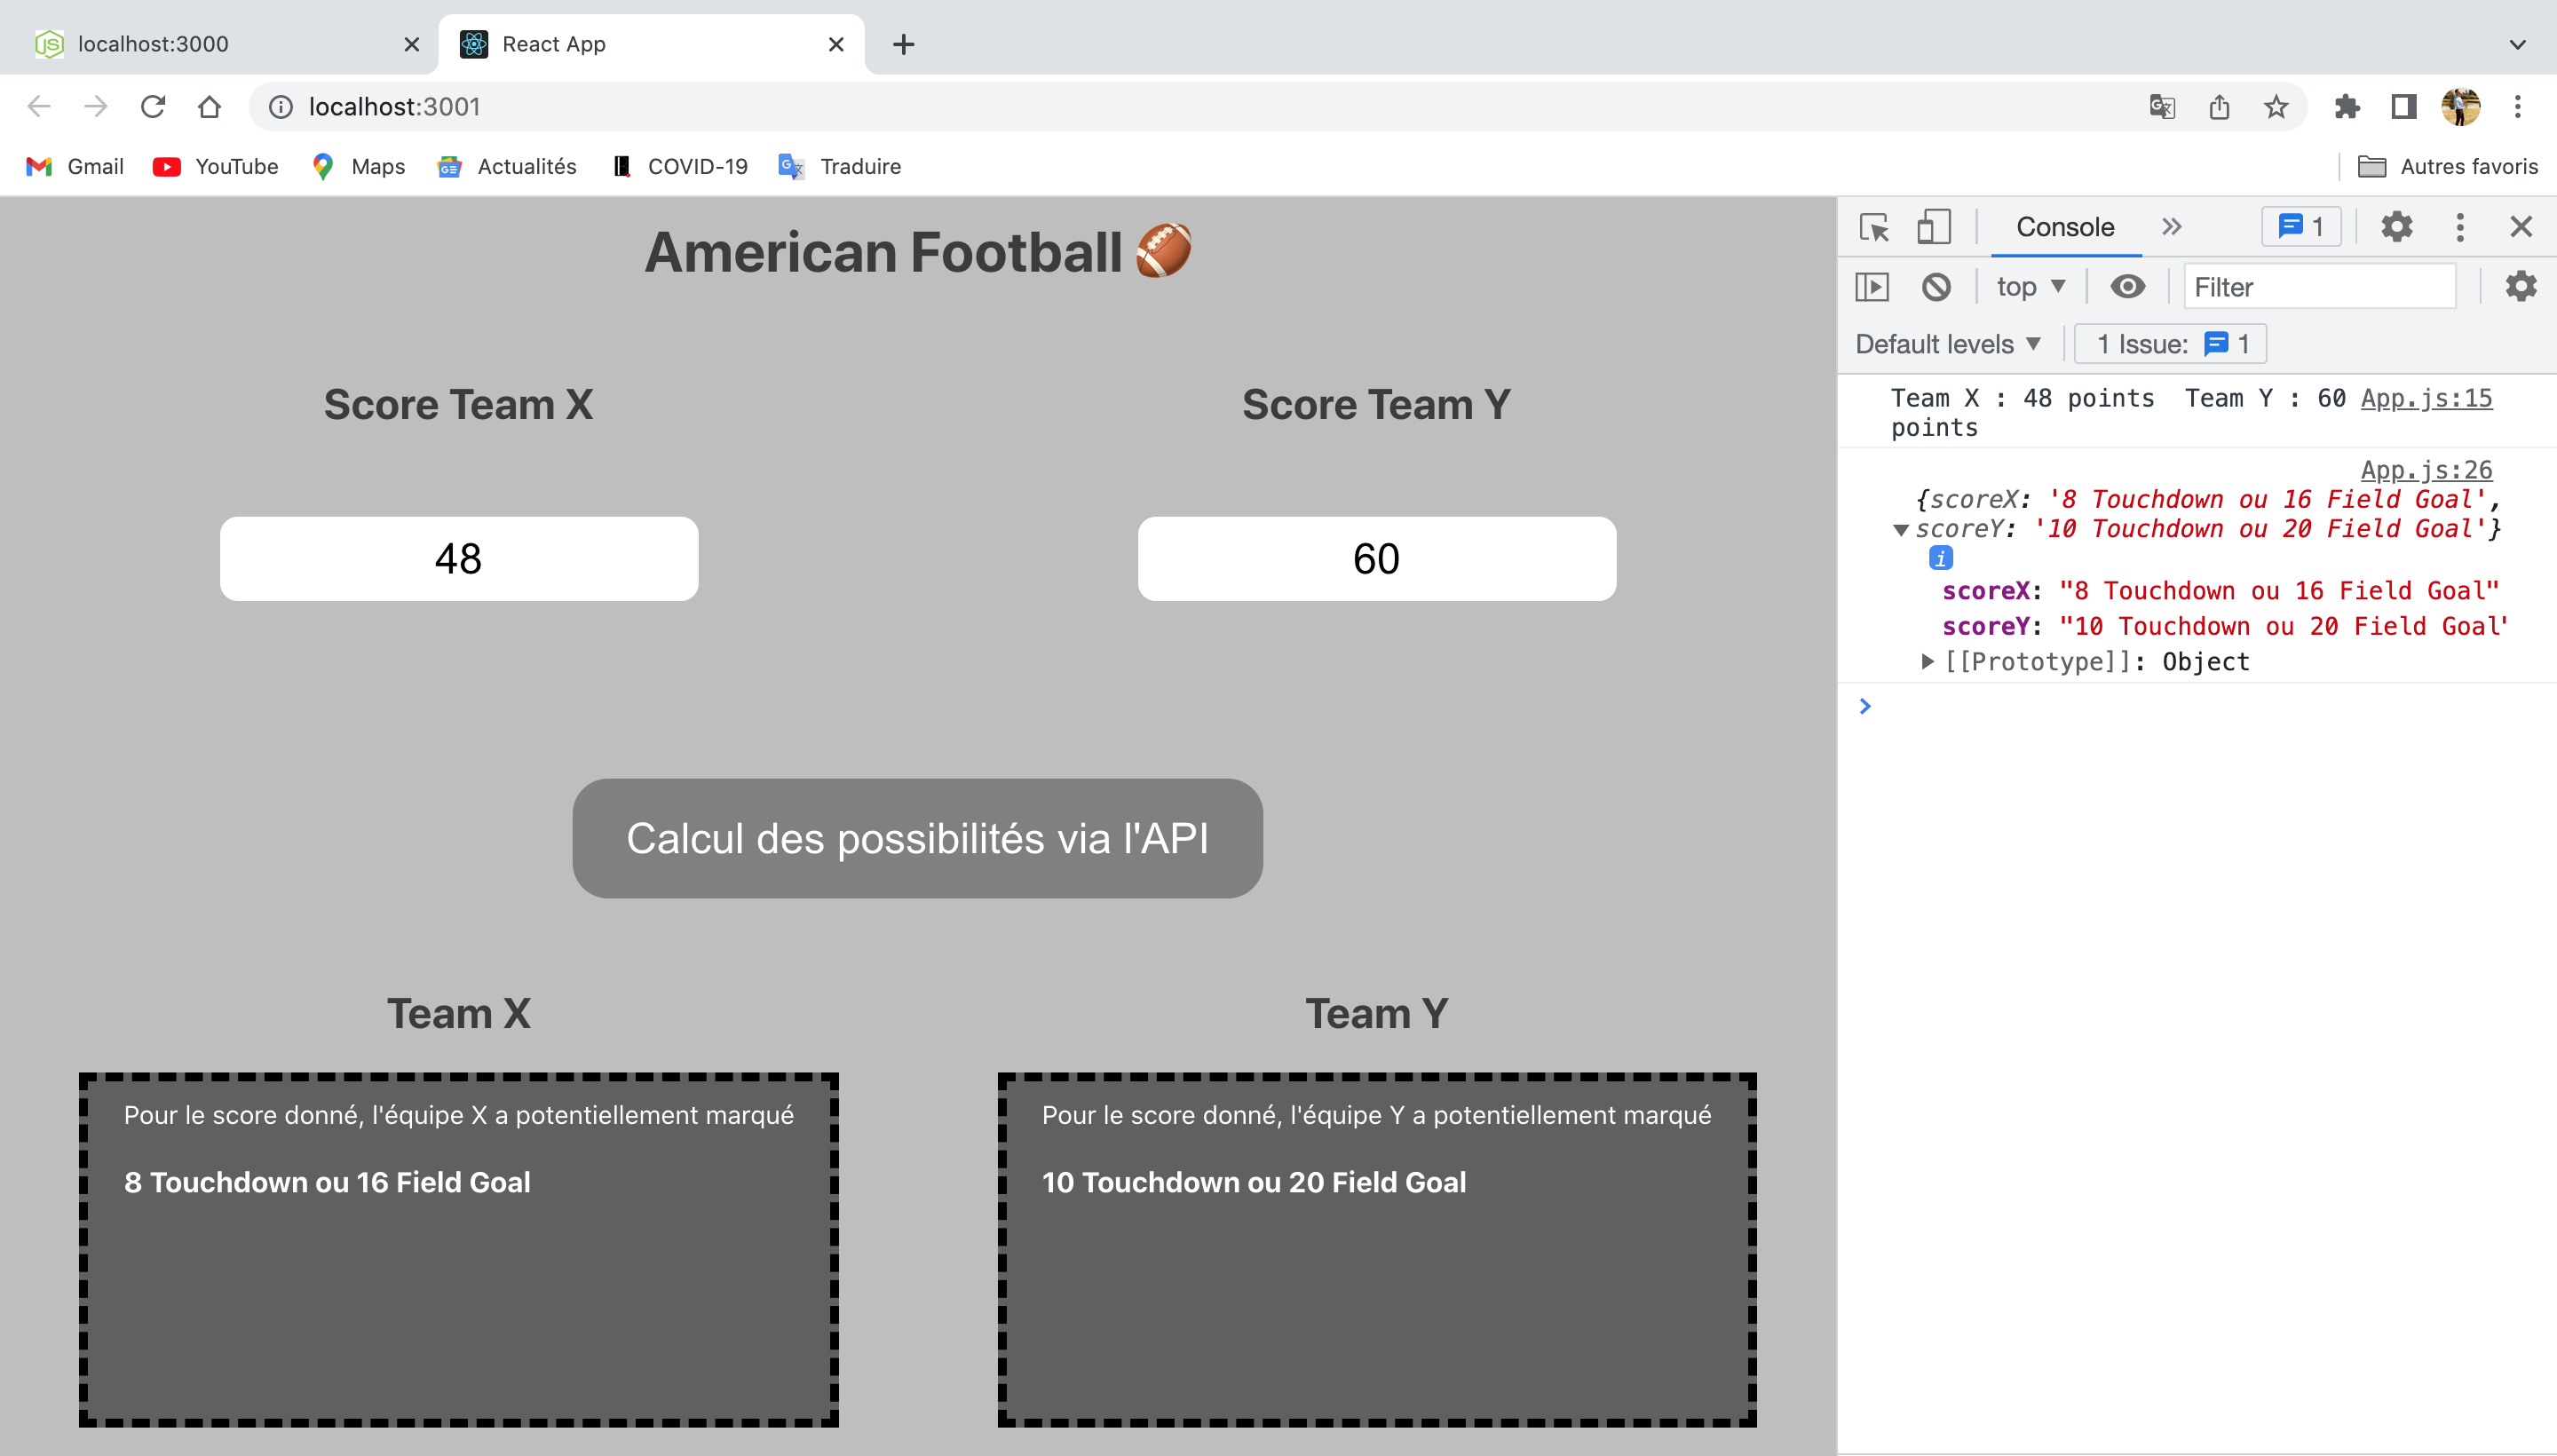 localhost:3000
React App
localhost:3001
Gmail
YouTube
Maps
Actualités
COVID-19
Traduire
Autres favoris
American Football
Score Team X
Score Team Y
48
60
Calcul des possibilités via l'API
Team X
Team Y
Pour le score donné, l'équipe X a potentiellement marqué
8 Touchdown ou 16 Field Goal
Pour le score donné, l'équipe Y a potentiellement marqué
10 Touchdown ou 20 Field Goal
Console
1
top
Filter
Default levels
1 Issue: 1
Team X : 48 points  Team Y : 60 App.js:15
points
App.js:26
{scoreX: '8 Touchdown ou 16 Field Goal',
scoreY: '10 Touchdown ou 20 Field Goal'}
i
scoreX: "8 Touchdown ou 16 Field Goal"
scoreY: "10 Touchdown ou 20 Field Goal'
[[Prototype]]: Object